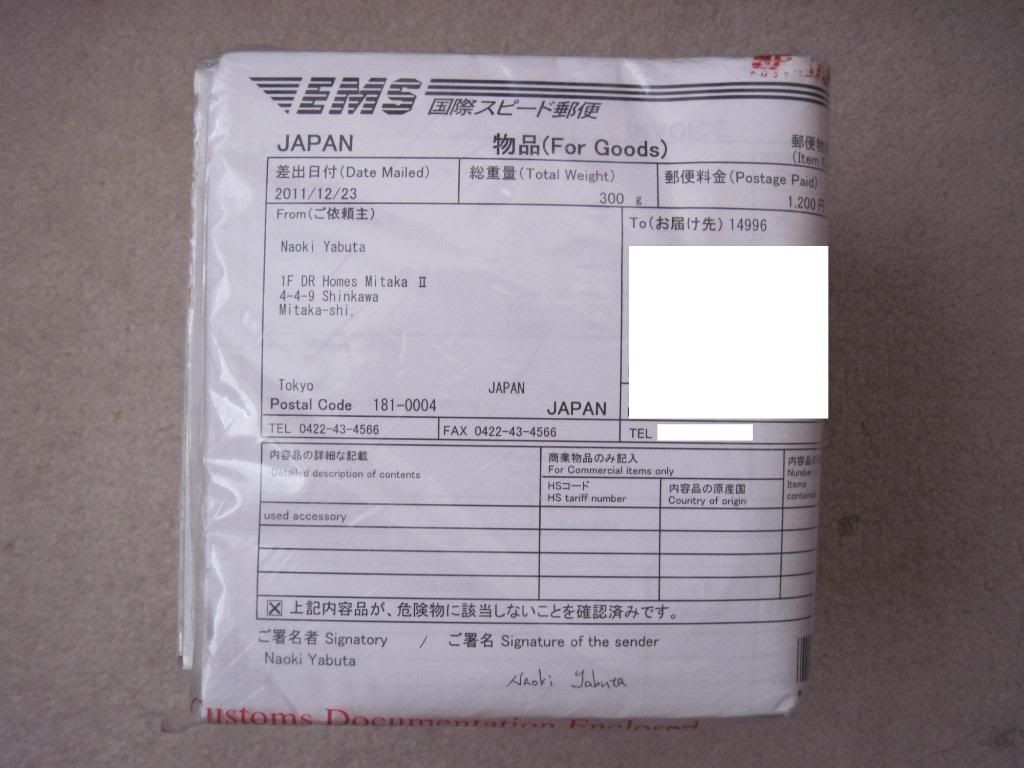 EMS 国際スピード郵便
JAPAN 物品(For Goods)
郵便物
差出日付(Date Mailed) 総重量(Total Weight) 郵便料金(Postage Paid)
2011/12/23 300 g 1,200 円
From(ご依頼主) To(お届け先) 14996
Naoki Yabuta
1F DR Homes Mitaka Ⅱ
4-4-9 Shinkawa
Mitaka-shi,
Tokyo JAPAN
Postal Code 181-0004 JAPAN
TEL 0422-43-4566 FAX 0422-43-4566 TEL
内容品の詳細な記載 商業物品のみ記入 内容品の
Detailed description of contents For Commercial items only Number
HSコード 内容品の原産国 Items
HS tariff number Country of origin
used accessory
☒ 上記内容品が、危険物に該当しないことを確認済みです。
ご署名者 Signatory / ご署名 Signature of the sender
Naoki Yabuta
Naoki Yabuta
Customs Documentation Enclosed